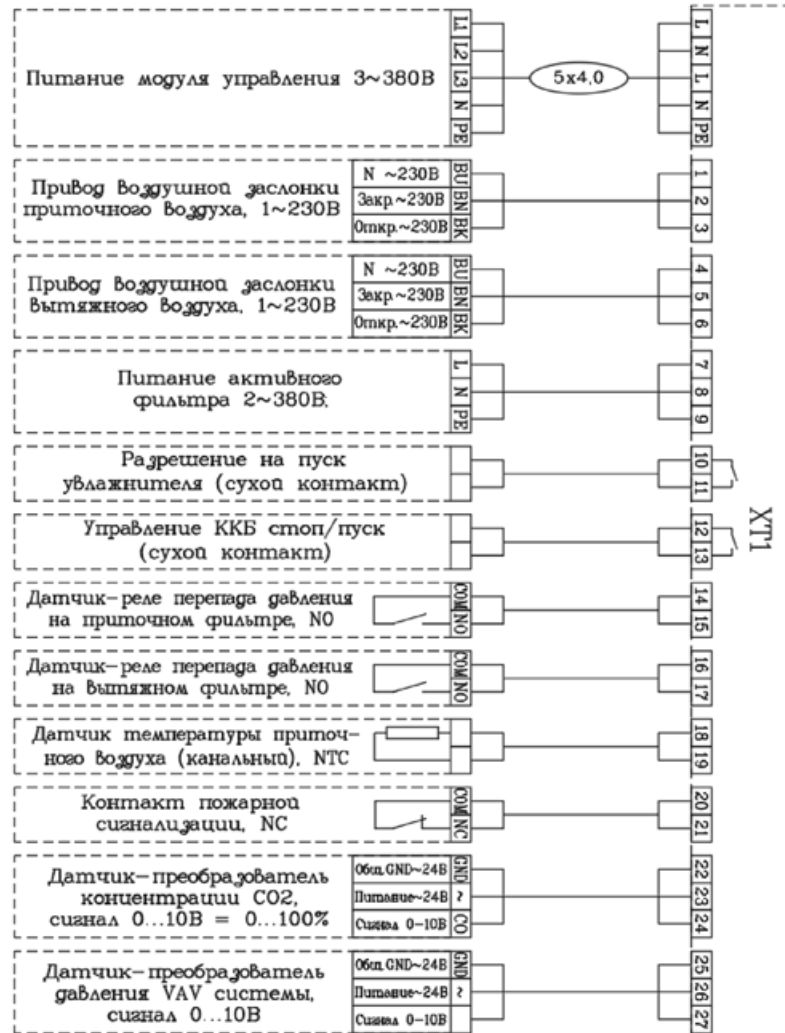 Питание модуля управления 3~380В
L1
L2
L3
N
PE
5x4,0
L
N
L
N
PE
Привод воздушной заслонки
приточного воздуха, 1~230В
N ~230В
Закр.~230В
Откр.~230В
BU
BN
BK
1
2
3
Привод воздушной заслонки
вытяжного воздуха, 1~230В
N ~230В
Закр.~230В
Откр.~230В
BU
BN
BK
4
5
6
Питание активного
фильтра 2~380В;
L
N
PE
7
8
9
Разрешение на пуск
увлажнителя (сухой контакт)
10
11
Управление ККБ стоп/пуск
(сухой контакт)
12
13
XT1
Датчик-реле перепада давления
на приточном фильтре, NO
COM
NO
14
15
Датчик-реле перепада давления
на вытяжном фильтре, NO
COM
NO
16
17
Датчик температуры приточ-
ного воздуха (канальный), NTC
18
19
Контакт пожарной
сигнализации, NC
COM
NC
20
21
Датчик-преобразователь
концентрации CO2,
сигнал 0...10В = 0...100%
Общ. GND~24В
Питание~24В
Сигнал 0-10В
GND
~
CO
22
23
24
Датчик-преобразователь
давления VAV системы,
сигнал 0...10В
Общ. GND~24В
Питание~24В
Сигнал 0-10В
GND
~
25
26
27